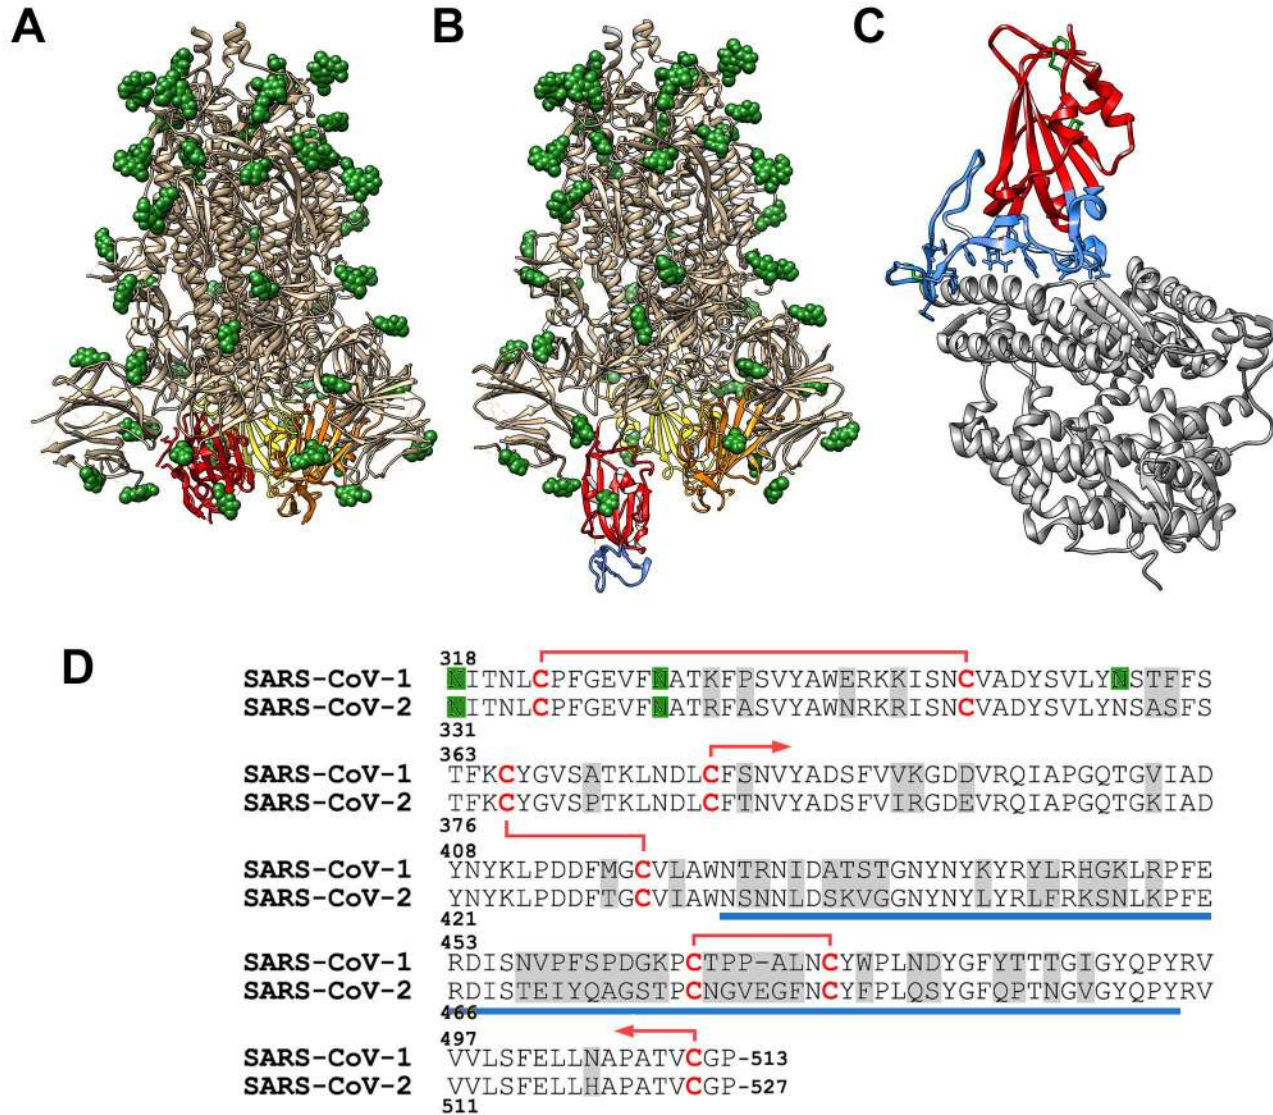 A B C
D
318
SARS-CoV-1 NITNLCPFGEVFNATKFPSVYAWERKKISNCVADYSVLYNSTFFS
SARS-CoV-2 NITNLCPFGEVFNATRFASVYAWNRKRISNCVADYSVLYNSASFS
331
363
SARS-CoV-1 TFKCYGVSATKLNDLCFSNVYADSFVVKGDDVRQIAPGQTGVIAD
SARS-CoV-2 TFKCYGVSPTKLNDLCFTNVYADSFVIRGDEVRQIAPGQTGKIAD
376
408
SARS-CoV-1 YNYKLPDDFMGCVLAWNTRNIDATSTGNYNYKYRYLRHGKLRPFE
SARS-CoV-2 YNYKLPDDFTGCVLAWNSNNLDSKVGGNYNYLYRLFRKSNLKPFE
421
453
SARS-CoV-1 RDISNVPFSPDGKPCTPP-ALNCYWPLNDYGFYTTTGIGYQPYRV
SARS-CoV-2 RDISTEIYQAGSTPCNGVEGFNCYFPLQSYGFQPTNGVGYQPYRV
466
497
SARS-CoV-1 VVLSFELLNAPATVCGP-513
SARS-CoV-2 VVLSFELLHAPATVCGP-527
511